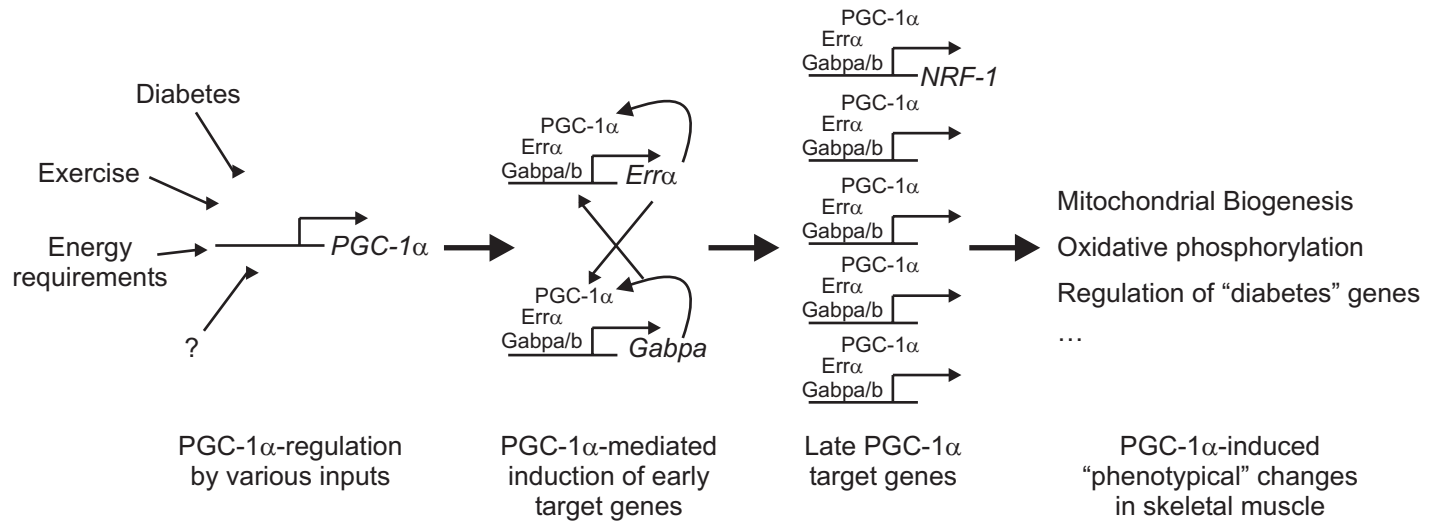 Diabetes
Exercise
Energy
requirements
?
PGC-1α
PGC-1α
Errα
Gabpa/b
Errα
PGC-1α
Errα
Gabpa/b
Gabpa
PGC-1α
Errα
Gabpa/b
NRF-1
PGC-1α
Errα
Gabpa/b
PGC-1α
Errα
Gabpa/b
PGC-1α
Errα
Gabpa/b
PGC-1α
Errα
Gabpa/b
Mitochondrial Biogenesis
Oxidative phosphorylation
Regulation of “diabetes” genes
…
PGC-1α-regulation
by various inputs
PGC-1α-mediated
induction of early
target genes
Late PGC-1α
target genes
PGC-1α-induced
“phenotypical” changes
in skeletal muscle